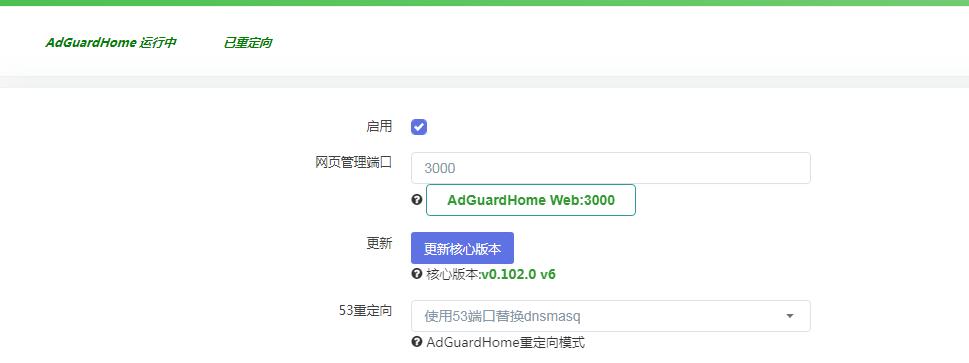 AdGuardHome 运行中 已重定向
启用
网页管理端口 3000
AdGuardHome Web:3000
更新 更新核心版本
核心版本:v0.102.0 v6
53重定向 使用53端口替换dnsmasq
AdGuardHome重定向模式